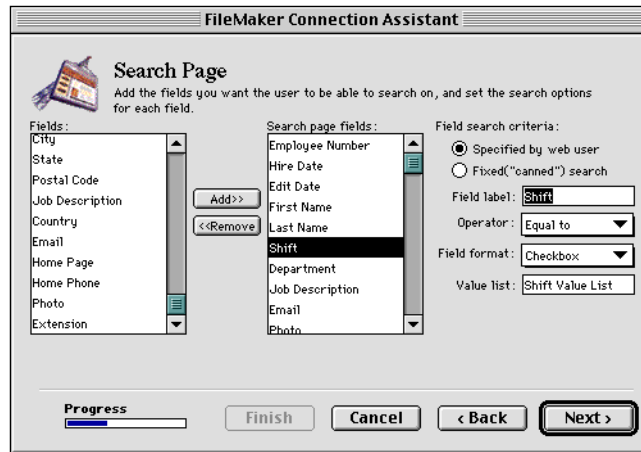 FileMaker Connection Assistant
Search Page
Add the fields you want the user to be able to search on, and set the search options
for each field.
Fields:
City
State
Postal Code
Job Description
Country
Email
Home Page
Home Phone
Photo
Extension
Add>>
<<Remove
Search page fields:
Employee Number
Hire Date
Edit Date
First Name
Last Name
Shift
Department
Job Description
Email
Photo
Field search criteria:
Specified by web user
Fixed("canned") search
Field label: Shift
Operator: Equal to
Field format: Checkbox
Value list: Shift Value List
Progress
Finish
Cancel
< Back
Next >